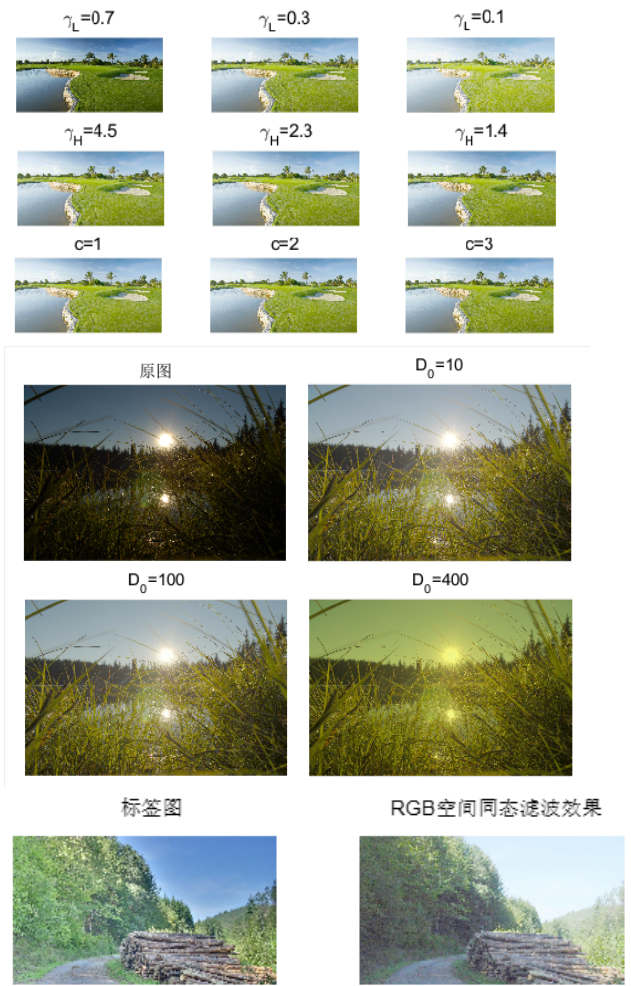 γL=0.7 γL=0.3 γL=0.1
γH=4.5 γH=2.3 γH=1.4
c=1 c=2 c=3
原图 D0=10
D0=100 D0=400
标签图 RGB空间同态滤波效果